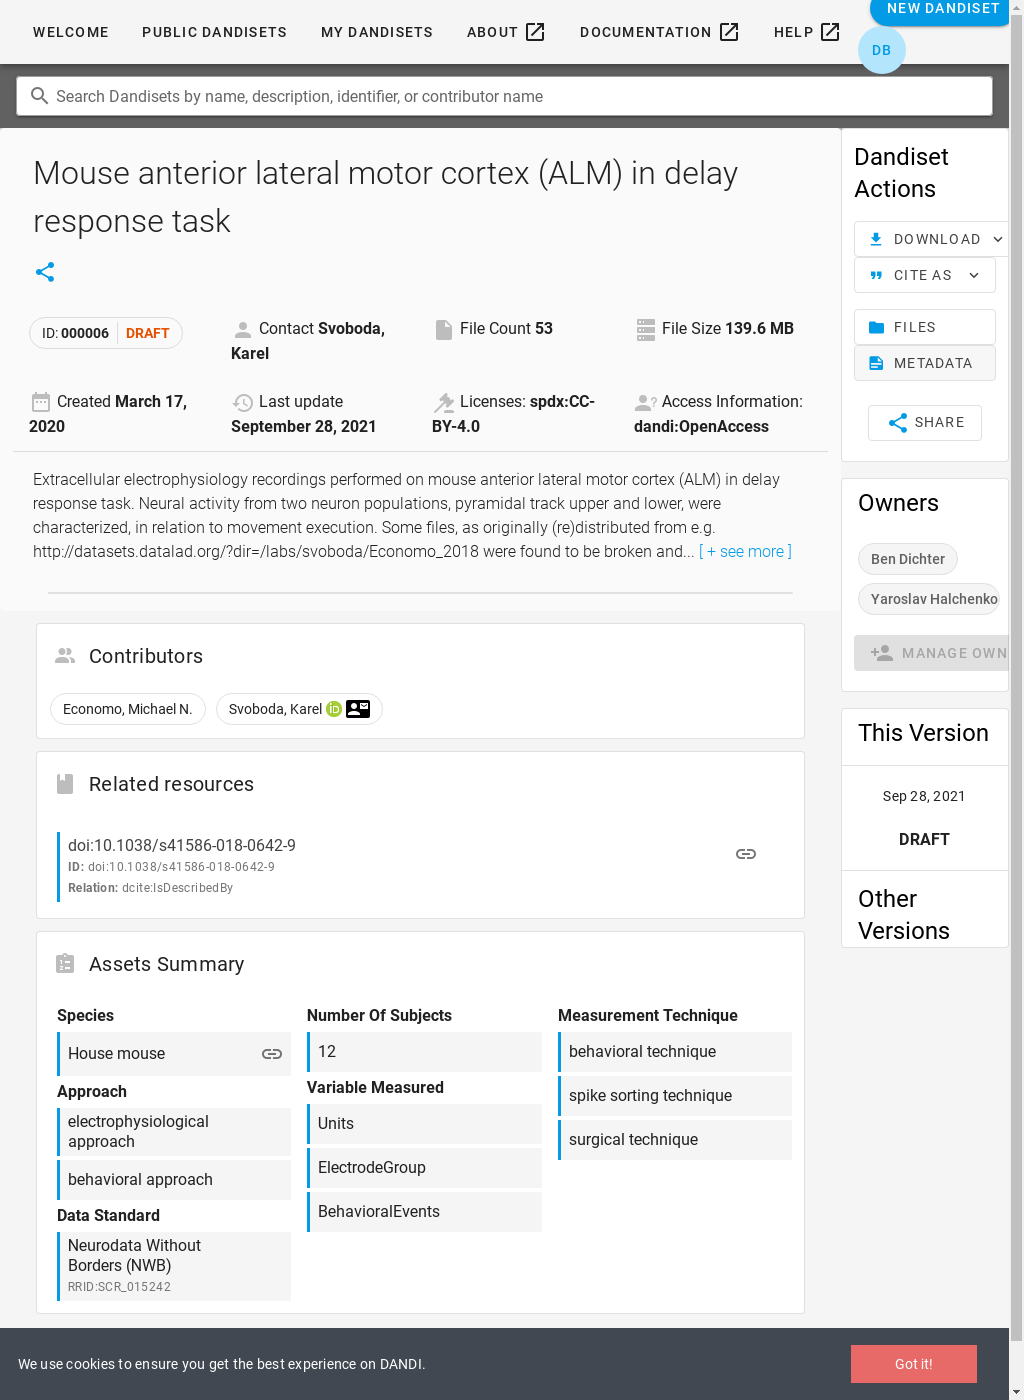 WELCOME PUBLIC DANDISETS MY DANDISETS ABOUT DOCUMENTATION HELP NEW DANDISET
DB
Search Dandisets by name, description, identifier, or contributor name
Mouse anterior lateral motor cortex (ALM) in delay
response task
ID: 000006 DRAFT
Contact Svoboda,
Karel
File Count 53
File Size 139.6 MB
Created March 17,
2020
Last update
September 28, 2021
Licenses: spdx:CC-
BY-4.0
Access Information:
dandi:OpenAccess
Extracellular electrophysiology recordings performed on mouse anterior lateral motor cortex (ALM) in delay
response task. Neural activity from two neuron populations, pyramidal track upper and lower, were
characterized, in relation to movement execution. Some files, as originally (re)distributed from e.g.
http://datasets.datalad.org/?dir=/labs/svoboda/Economo_2018 were found to be broken and... [ + see more ]
Contributors
Economo, Michael N. Svoboda, Karel iD
Related resources
doi:10.1038/s41586-018-0642-9
ID: doi:10.1038/s41586-018-0642-9
Relation: dcite:IsDescribedBy
Assets Summary
Species
House mouse
Approach
electrophysiological
approach
behavioral approach
Data Standard
Neurodata Without
Borders (NWB)
RRID:SCR_015242
Number Of Subjects
12
Variable Measured
Units
ElectrodeGroup
BehavioralEvents
Measurement Technique
behavioral technique
spike sorting technique
surgical technique
Dandiset
Actions
DOWNLOAD
CITE AS
FILES
METADATA
SHARE
Owners
Ben Dichter
Yaroslav Halchenko
MANAGE OWN
This Version
Sep 28, 2021
DRAFT
Other
Versions
We use cookies to ensure you get the best experience on DANDI.
Got it!